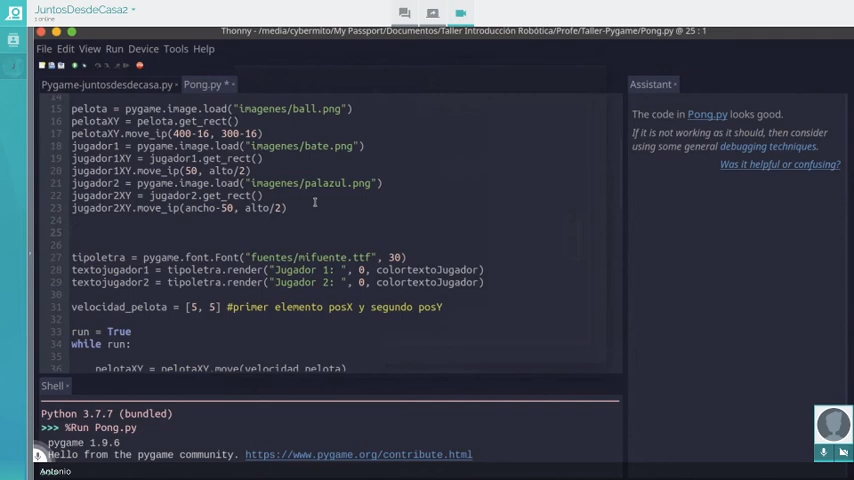 JuntosDesdeCasa2
1 online
Thonny - /media/cybermito/My Passport/Documentos/Taller Introducción Robótica/Profe/Taller-Pygame/Pong.py @ 25 : 1
File Edit View Run Device Tools Help
Pygame-juntosdesdecasa.py
Pong.py *
15 pelota = pygame.image.load("imagenes/ball.png")
16 pelotaXY = pelota.get_rect()
17 pelotaXY.move_ip(400-16, 300-16)
18 jugador1 = pygame.image.load("imagenes/bate.png")
19 jugador1XY = jugador1.get_rect()
20 jugador1XY.move_ip(50, alto/2)
21 jugador2 = pygame.image.load("imagenes/palazul.png")
22 jugador2XY = jugador2.get_rect()
23 jugador2XY.move_ip(ancho-50, alto/2)
24
25
26
27 tipoletra = pygame.font.Font("fuentes/mifuente.ttf", 30)
28 textojugador1 = tipoletra.render("Jugador 1: ", 0, colortextoJugador)
29 textojugador2 = tipoletra.render("Jugador 2: ", 0, colortextoJugador)
30
31 velocidad_pelota = [5, 5] #primer elemento posX y segundo posY
32
33 run = True
34 while run:
35
36 pelotaXY = pelotaXY.move(velocidad_pelota)
Assistant
The code in Pong.py looks good.
If it is not working as it should, then consider
using some general debugging techniques.
Was it helpful or confusing?
Shell
Python 3.7.7 (bundled)
>>> %Run Pong.py
pygame 1.9.6
Hello from the pygame community. https://www.pygame.org/contribute.html
Antonio